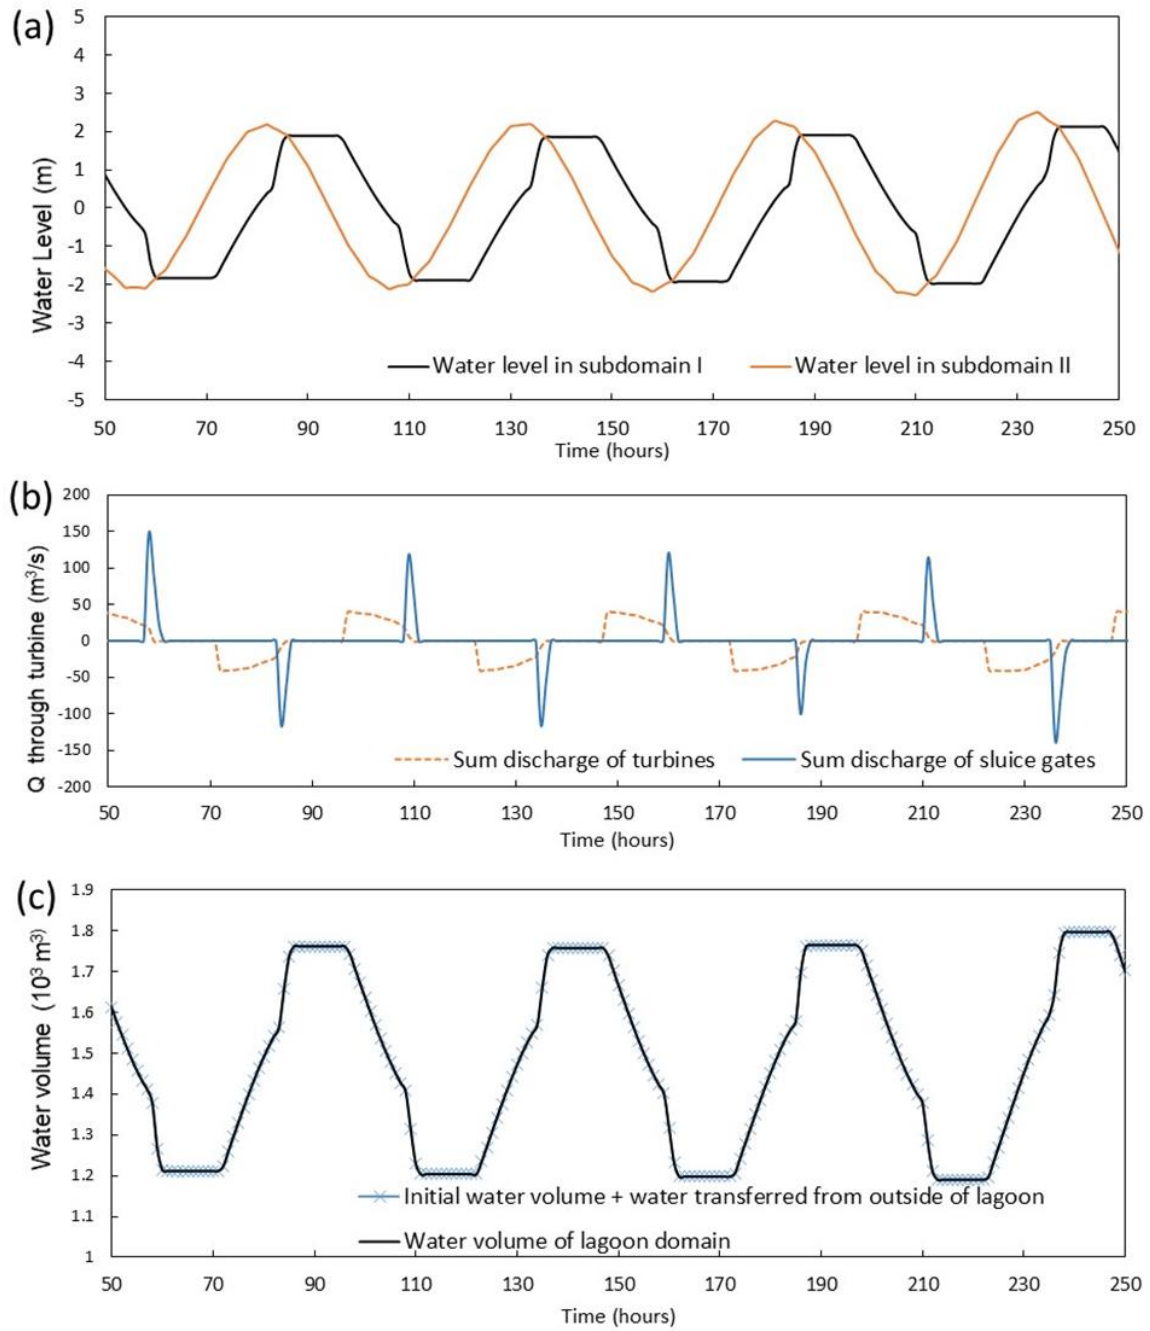 (a)
5
4
3
2
1
0
-1
-2
-3
-4
-5
Water Level (m)
Water level in subdomain I
Water level in subdomain II
50 70 90 110 130 150 170 190 210 230 250
Time (hours)
(b)
200
150
100
50
0
-50
-100
-150
-200
Q through turbine (m³/s)
Sum discharge of turbines
Sum discharge of sluice gates
50 70 90 110 130 150 170 190 210 230 250
Time (hours)
(c)
1.9
1.8
1.7
1.6
1.5
1.4
1.3
1.2
1.1
1
Water volume (10³ m³)
Initial water volume + water transferred from outside of lagoon
Water volume of lagoon domain
50 70 90 110 130 150 170 190 210 230 250
Time (hours)